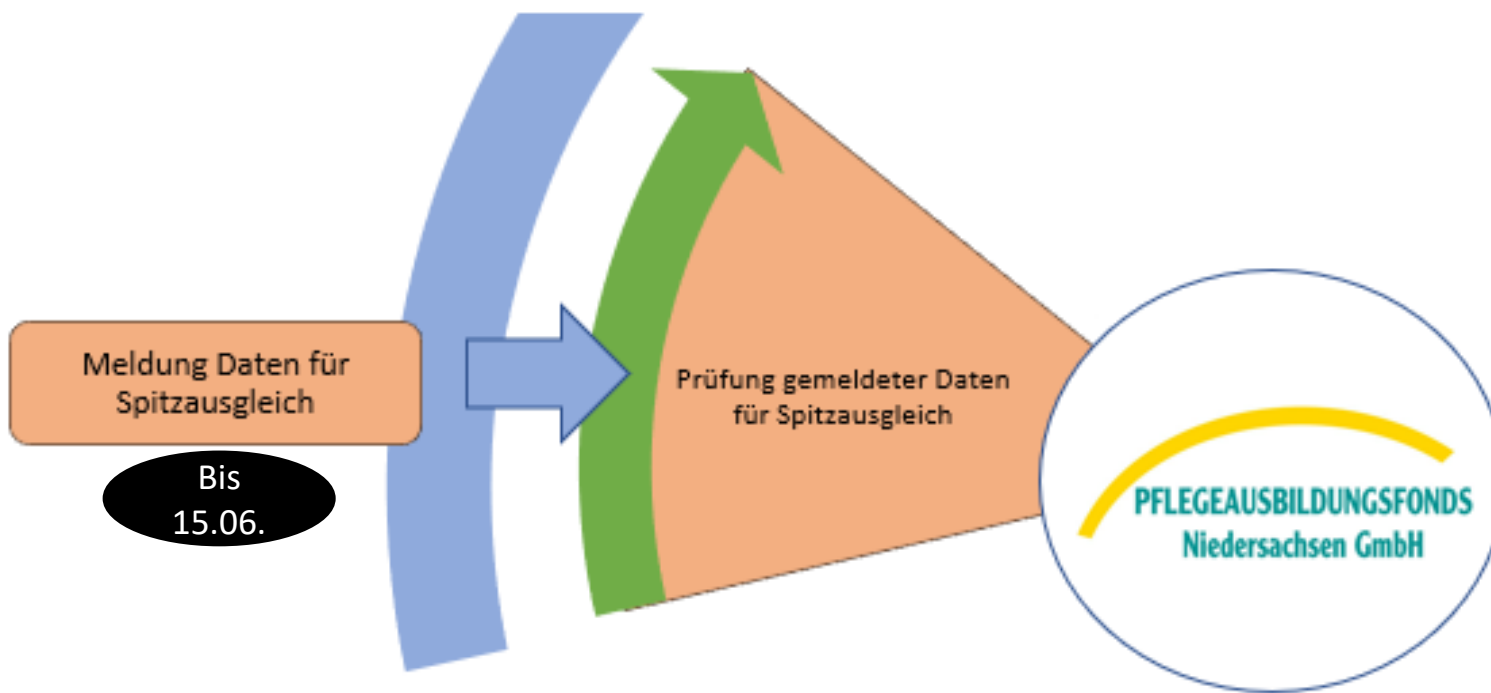 Meldung Daten für
Spitzausgleich
Bis
15.06.
Prüfung gemeldeter Daten
für Spitzausgleich
PFLEGEAUSBILDUNGSFONDS
Niedersachsen GmbH